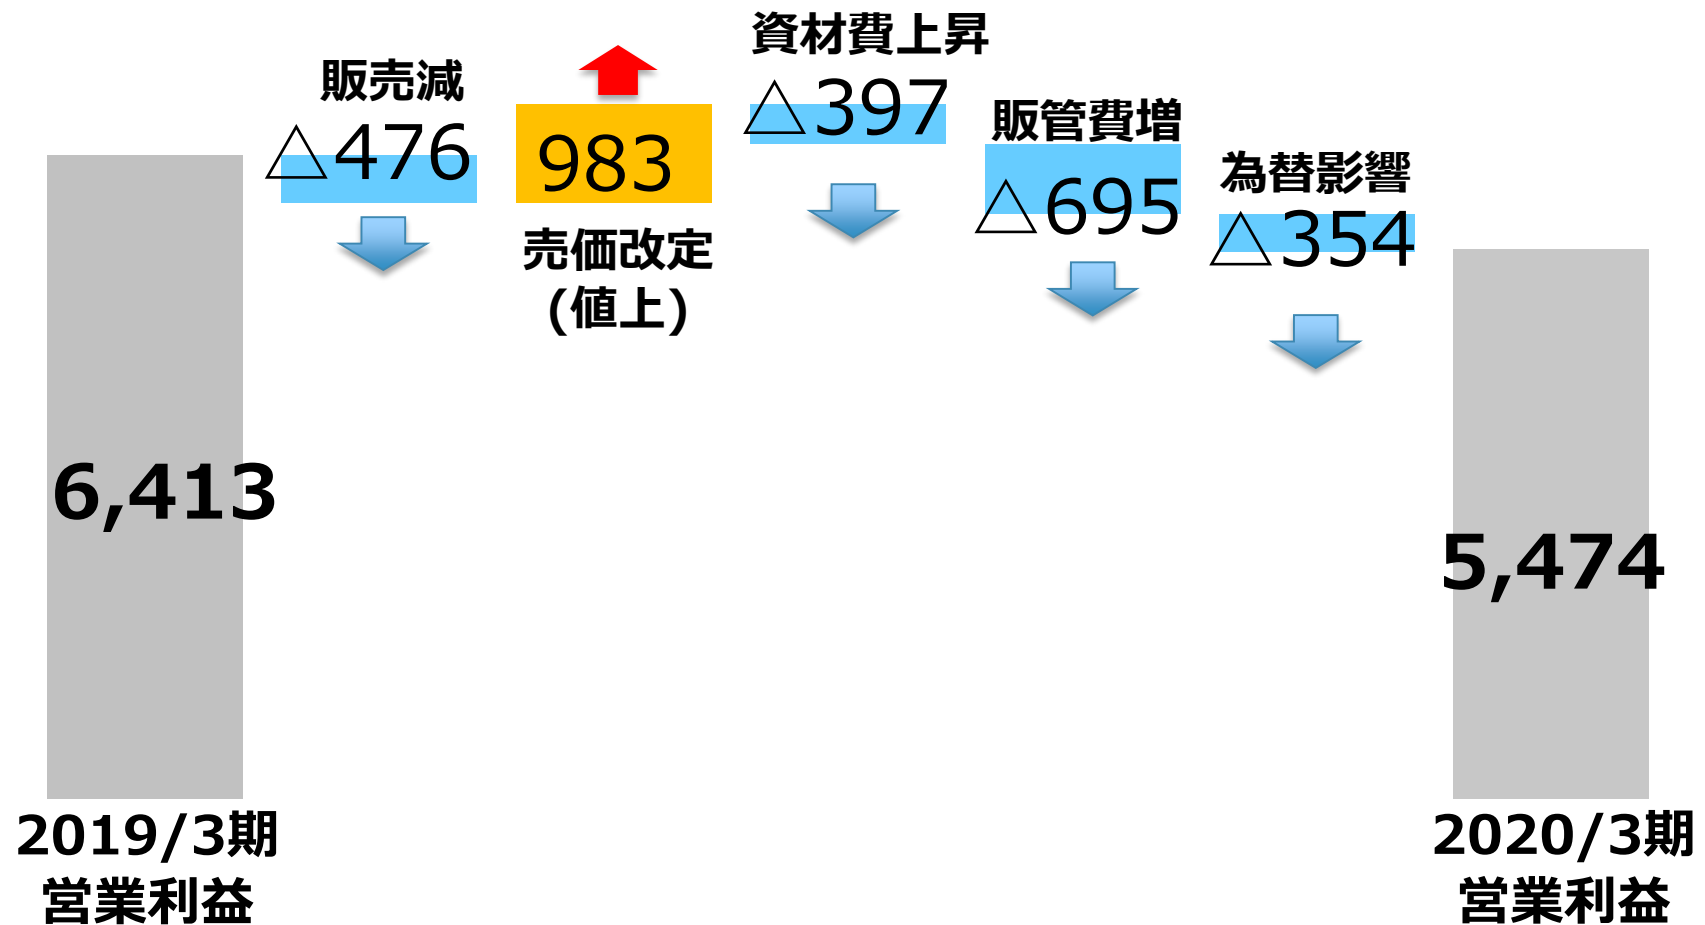 販売減
△476
983
売価改定
(値上)
資材費上昇
△397
販管費増
△695
為替影響
△354
6,413
2019/3期
営業利益
5,474
2020/3期
営業利益